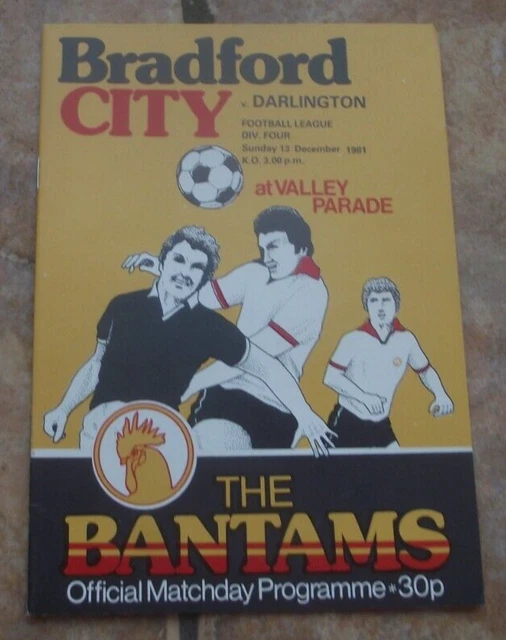 Bradford
CITY
v. DARLINGTON
FOOTBALL LEAGUE
DIV. FOUR
Sunday 13 December 1981
K.O. 3.00 p.m.
at VALLEY
PARADE
THE
BANTAMS
Official Matchday Programme * 30p